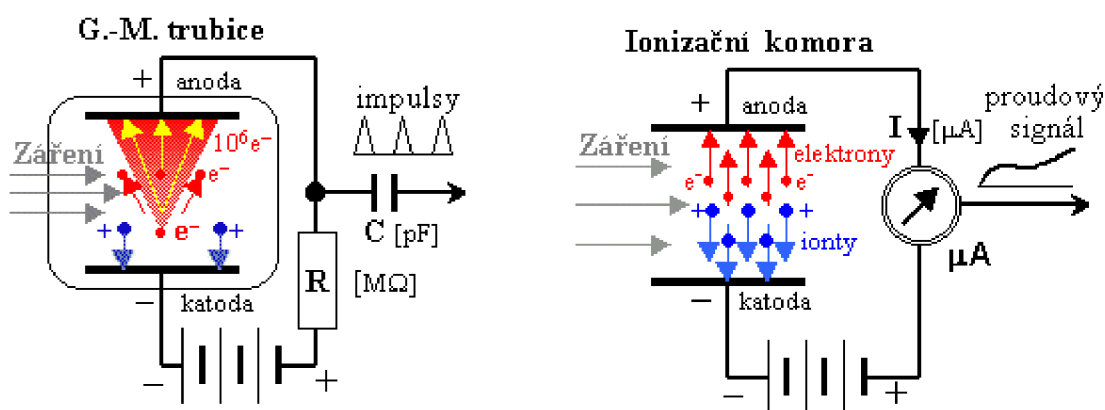 G.-M. trubice
+
anoda
impulsy
10⁶e⁻
Záření
e⁻
+
e⁻
+
C [pF]
R
[MΩ]
−
katoda
−
+
Ionizační komora
+
anoda
I [µA]
proudový
signál
Záření
elektrony
e⁻
e⁻
+
+
ionty
µA
−
katoda
−
+